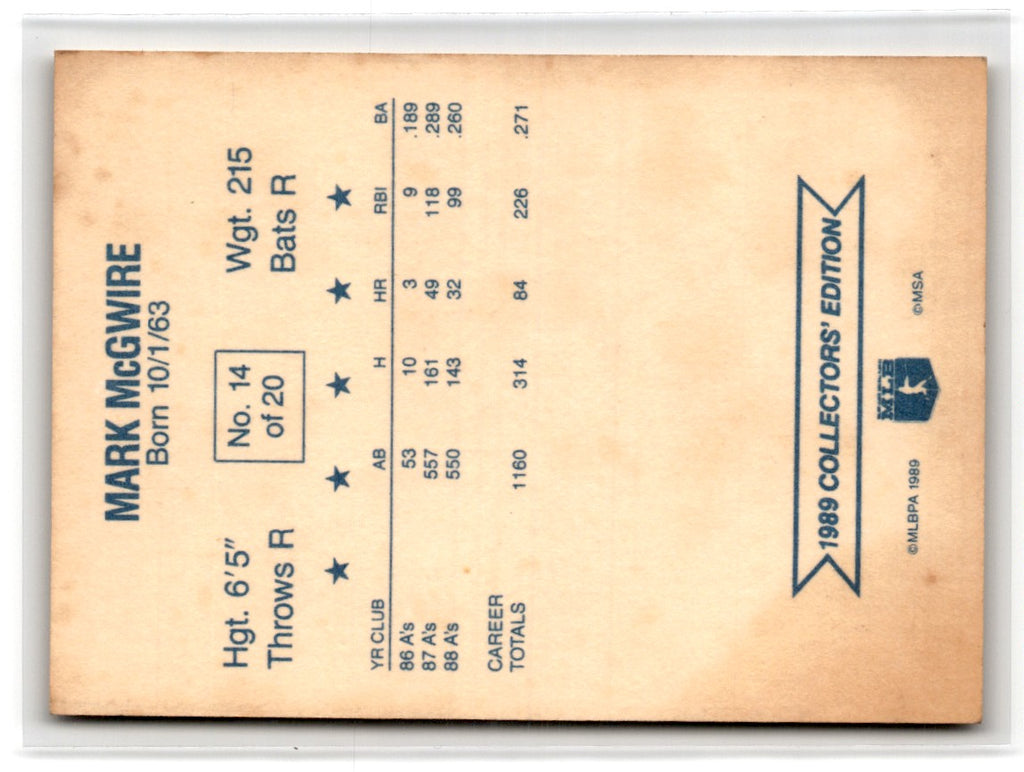 MARK McGWIRE
Born 10/1/63
Hgt. 6'5" No. 14 Wgt. 215
Throws R of 20 Bats R
YR CLUB AB H HR RBI BA
86 A's 53 10 3 9 .189
87 A's 557 161 49 118 .289
88 A's 550 143 32 99 .260
CAREER
TOTALS 1160 314 84 226 .271
1989 COLLECTORS' EDITION
MLB
©MLBPA 1989 ©MSA